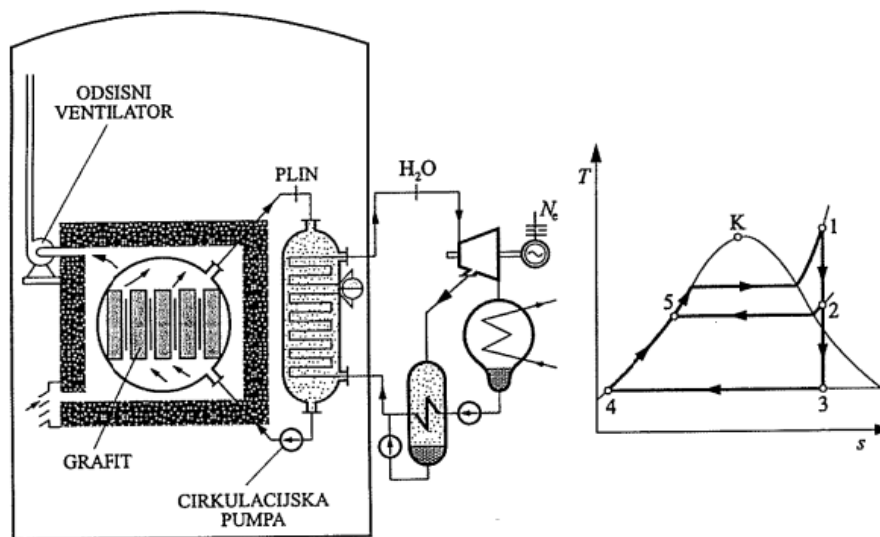 ODSISNI
VENTILATOR
PLIN
H₂O
Nₑ
GRAFIT
CIRKULACIJSKA
PUMPA
T
K
1
5
2
4
3
s